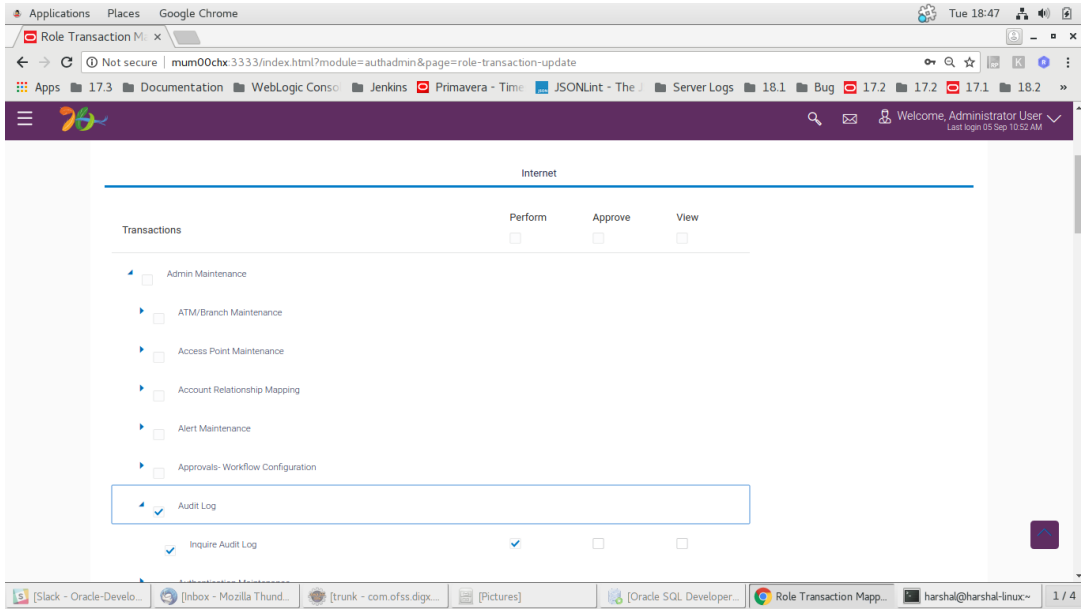 Applications Places Google Chrome Tue 18:47
Role Transaction Ma
Not secure | mum00chx:3333/index.html?module=authadmin&page=role-transaction-update
Apps 17.3 Documentation WebLogic Conso Jenkins Primavera - Time JSONLint - The J Server Logs 18.1 Bug 17.2 17.2 17.1 18.2 »
Welcome, Administrator User
Last login 05 Sep 10:52 AM
Internet
Transactions Perform Approve View
Admin Maintenance
ATM/Branch Maintenance
Access Point Maintenance
Account Relationship Mapping
Alert Maintenance
Approvals- Workflow Configuration
Audit Log
Inquire Audit Log
Authentication Maintenance
[Slack - Oracle-Develo... [Inbox - Mozilla Thund... [trunk - com.ofss.digx... [Pictures] [Oracle SQL Developer... Role Transaction Mapp... harshal@harshal-linux:~ 1 / 4